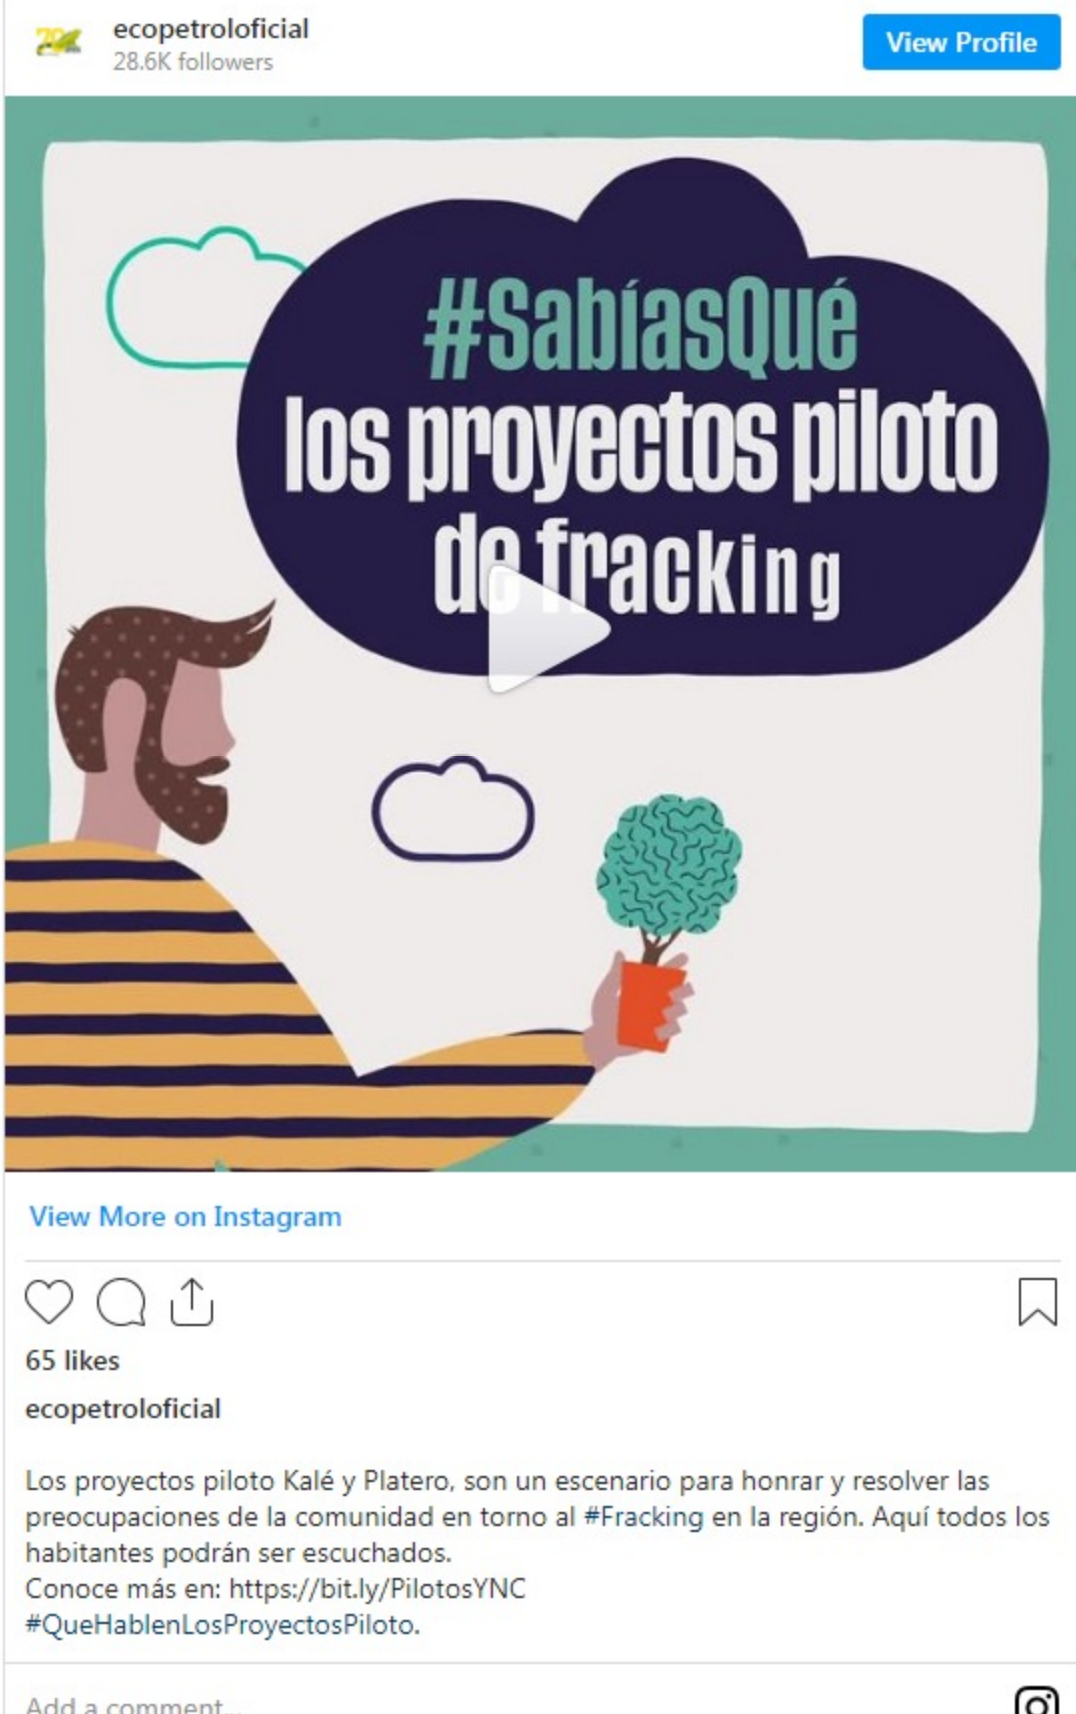 ecopetroloficial
28.6K followers
View Profile
#SabíasQué
los proyectos piloto
de fracking
View More on Instagram
65 likes
ecopetroloficial
Los proyectos piloto Kalé y Platero, son un escenario para honrar y resolver las
preocupaciones de la comunidad en torno al #Fracking en la región. Aquí todos los
habitantes podrán ser escuchados.
Conoce más en: https://bit.ly/PilotosYNC
#QueHablenLosProyectosPiloto.
Add a comment...